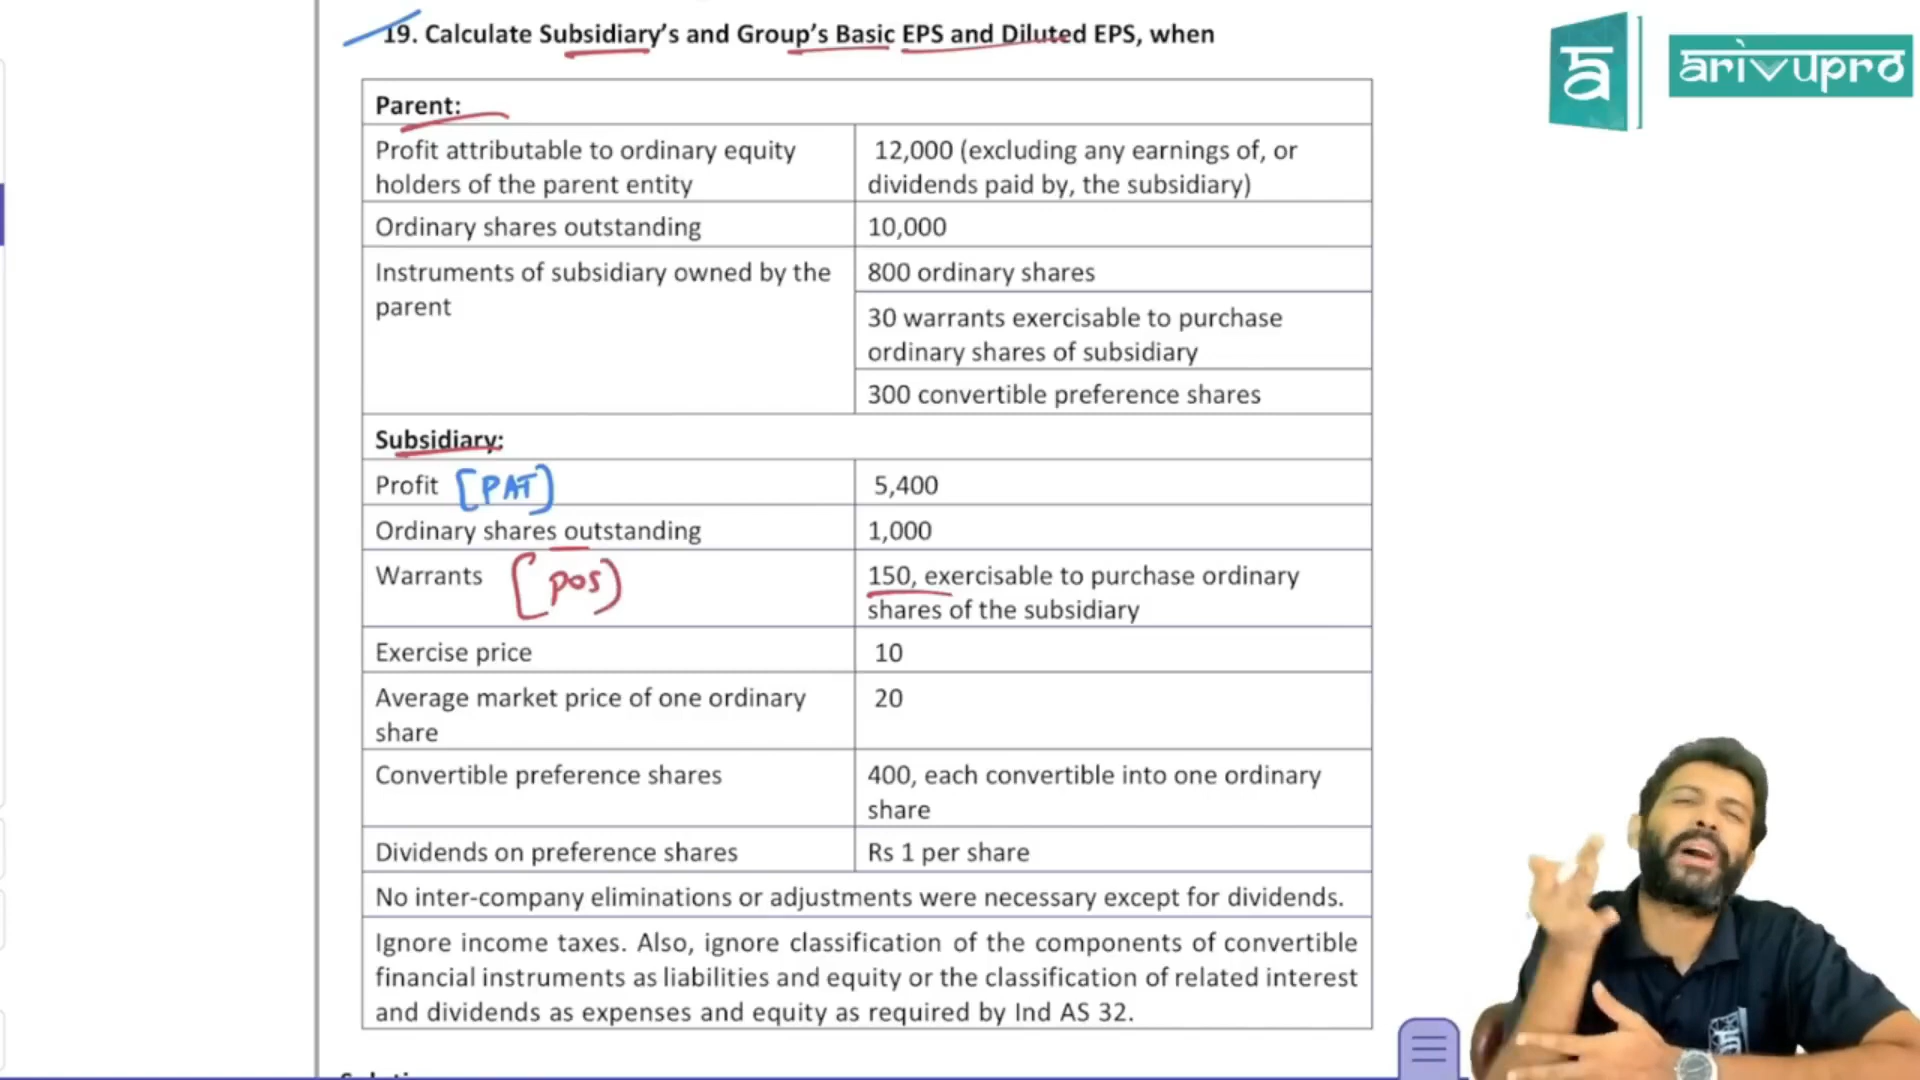 19. Calculate Subsidiary's and Group's Basic EPS and Diluted EPS, when
ā
arivupro
Parent:
Profit attributable to ordinary equity holders of the parent entity
12,000 (excluding any earnings of, or dividends paid by, the subsidiary)
Ordinary shares outstanding
10,000
Instruments of subsidiary owned by the parent
800 ordinary shares
30 warrants exercisable to purchase ordinary shares of subsidiary
300 convertible preference shares
Subsidiary:
Profit [PAT]
5,400
Ordinary shares outstanding
1,000
Warrants [POS)
150, exercisable to purchase ordinary shares of the subsidiary
Exercise price
10
Average market price of one ordinary share
20
Convertible preference shares
400, each convertible into one ordinary share
Dividends on preference shares
Rs 1 per share
No inter-company eliminations or adjustments were necessary except for dividends.
Ignore income taxes. Also, ignore classification of the components of convertible
financial instruments as liabilities and equity or the classification of related interest
and dividends as expenses and equity as required by Ind AS 32.